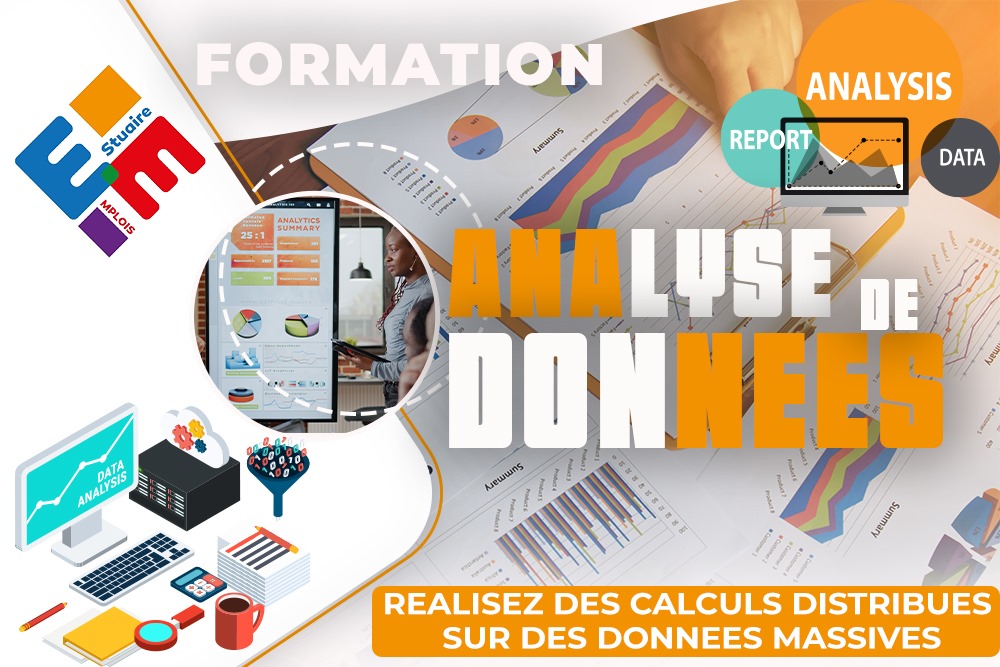 FORMATION
Stuaire
E.M
MPLOIS
ANALYSIS
REPORT
DATA
ANALYTICS
SUMMARY
25 : 1
Summary
ANALYSE DE
DONNEES
Summary
Summary
DATA
ANALYSIS
REALISEZ DES CALCULS DISTRIBUES
SUR DES DONNEES MASSIVES